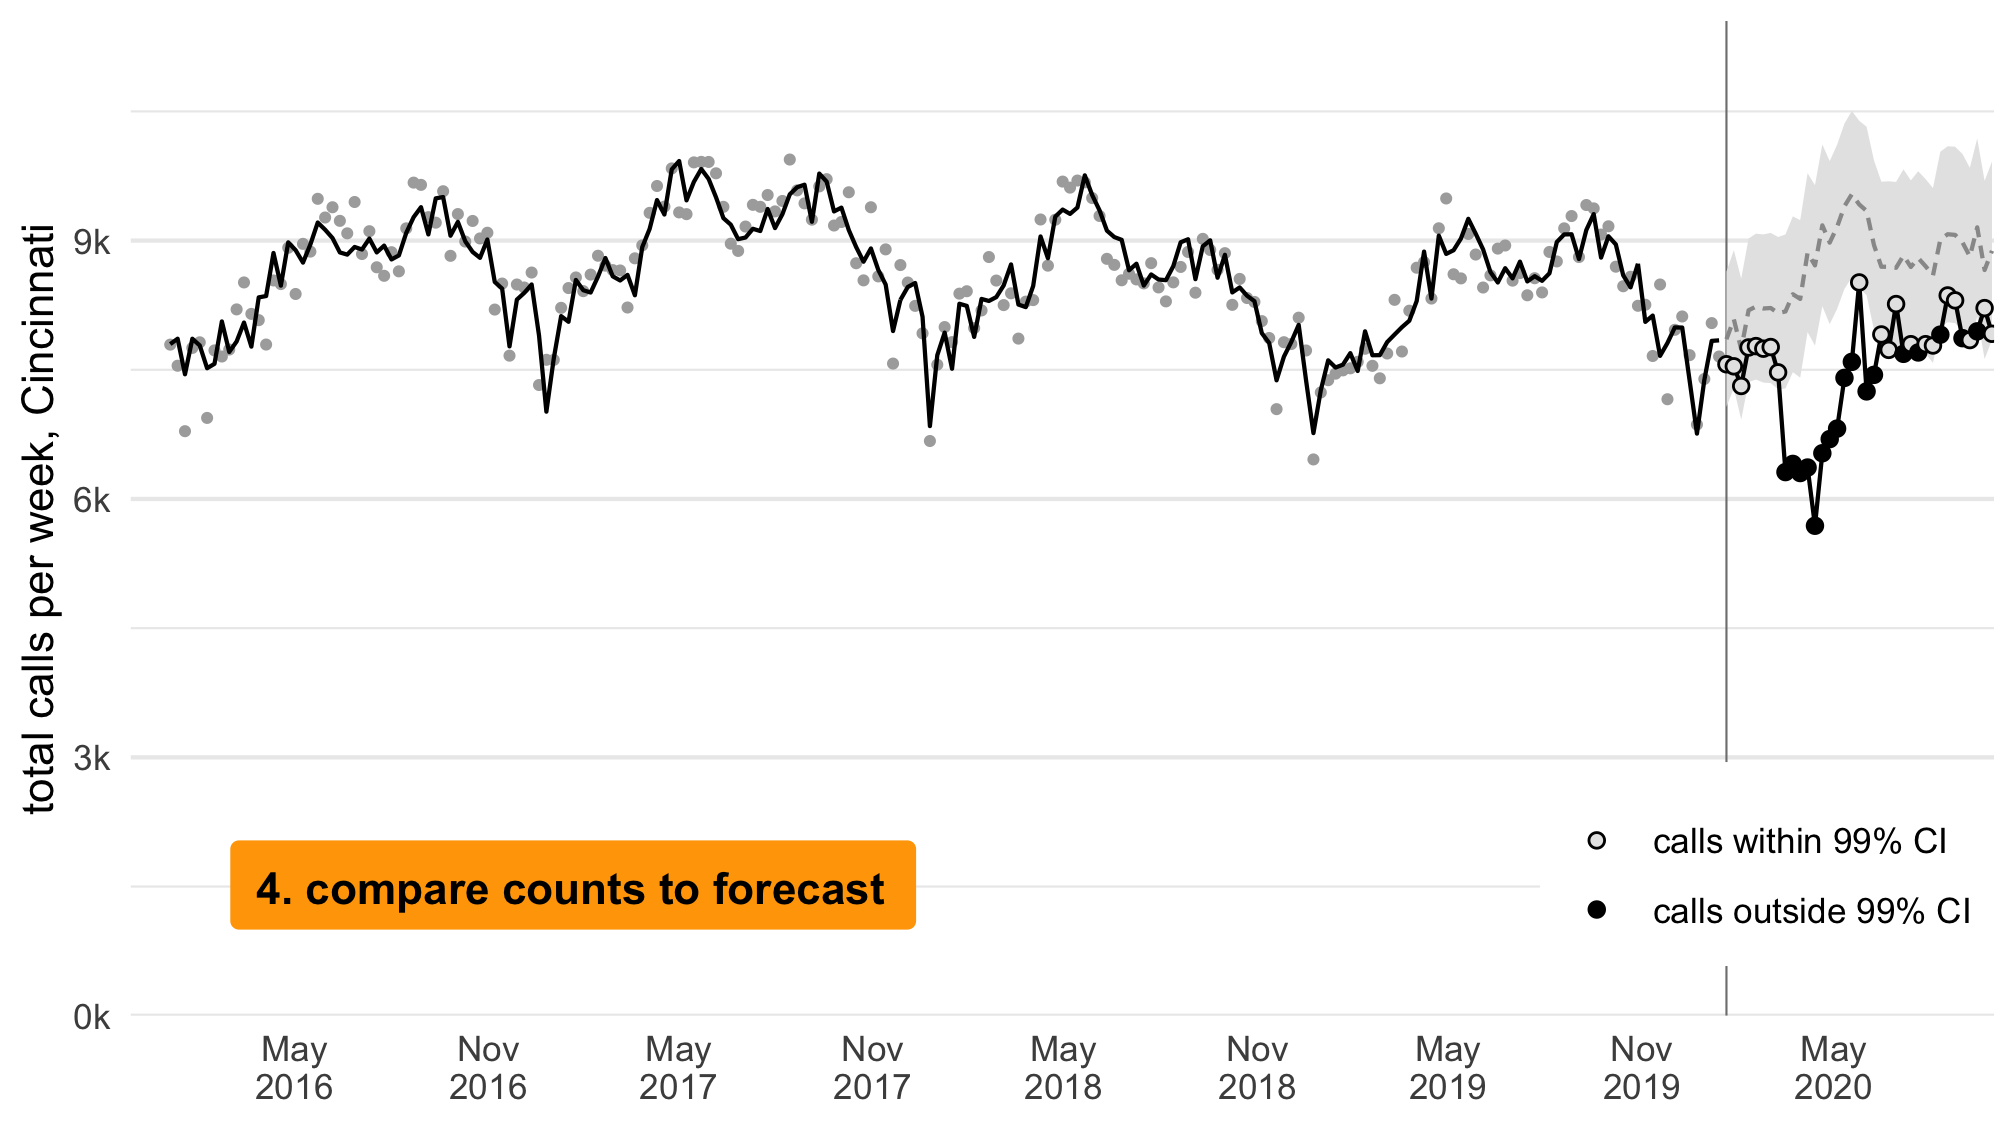 total calls per week, Cincinnati
9k
6k
3k
0k
4. compare counts to forecast
calls within 99% CI
calls outside 99% CI
May
2016
Nov
2016
May
2017
Nov
2017
May
2018
Nov
2018
May
2019
Nov
2019
May
2020